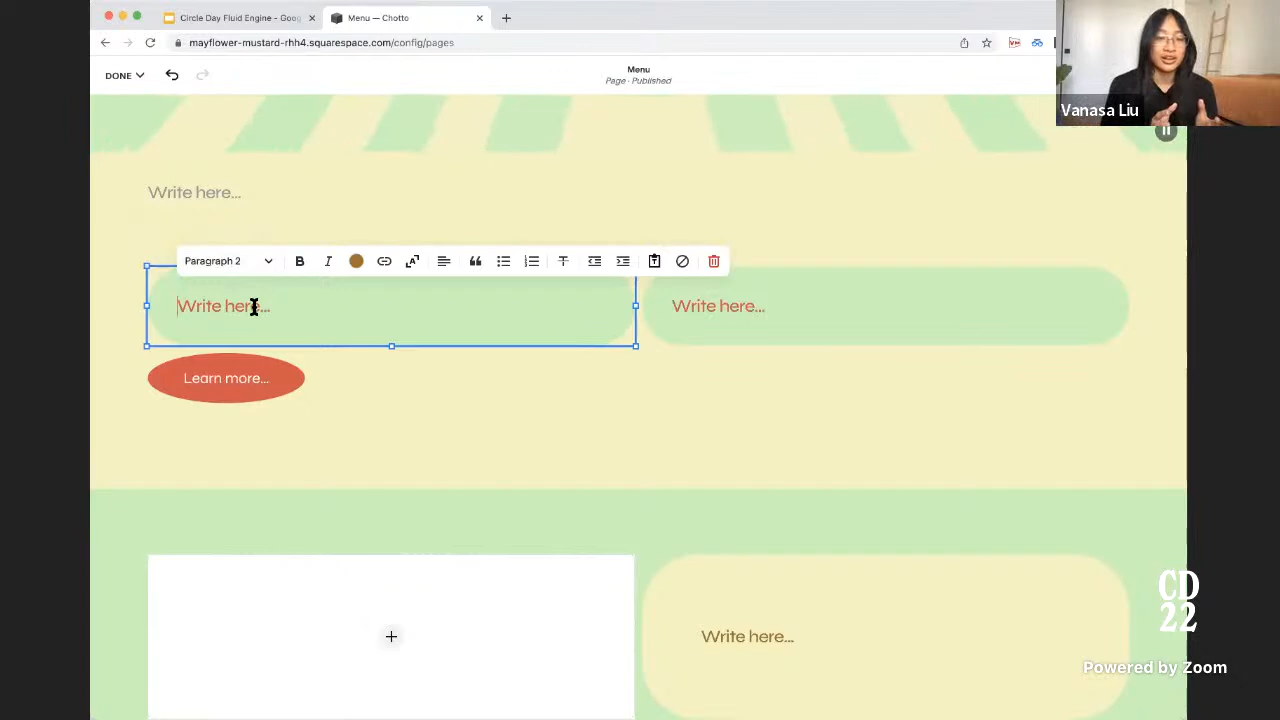 Circle Day Fluid Engine - Goog
Menu — Chotto
mayflower-mustard-rhh4.squarespace.com/config/pages
DONE
Menu
Page · Published
Vanasa Liu
Write here...
Paragraph 2
B I
Write here...
Write here...
Learn more...
Write here...
CD
22
Powered by Zoom